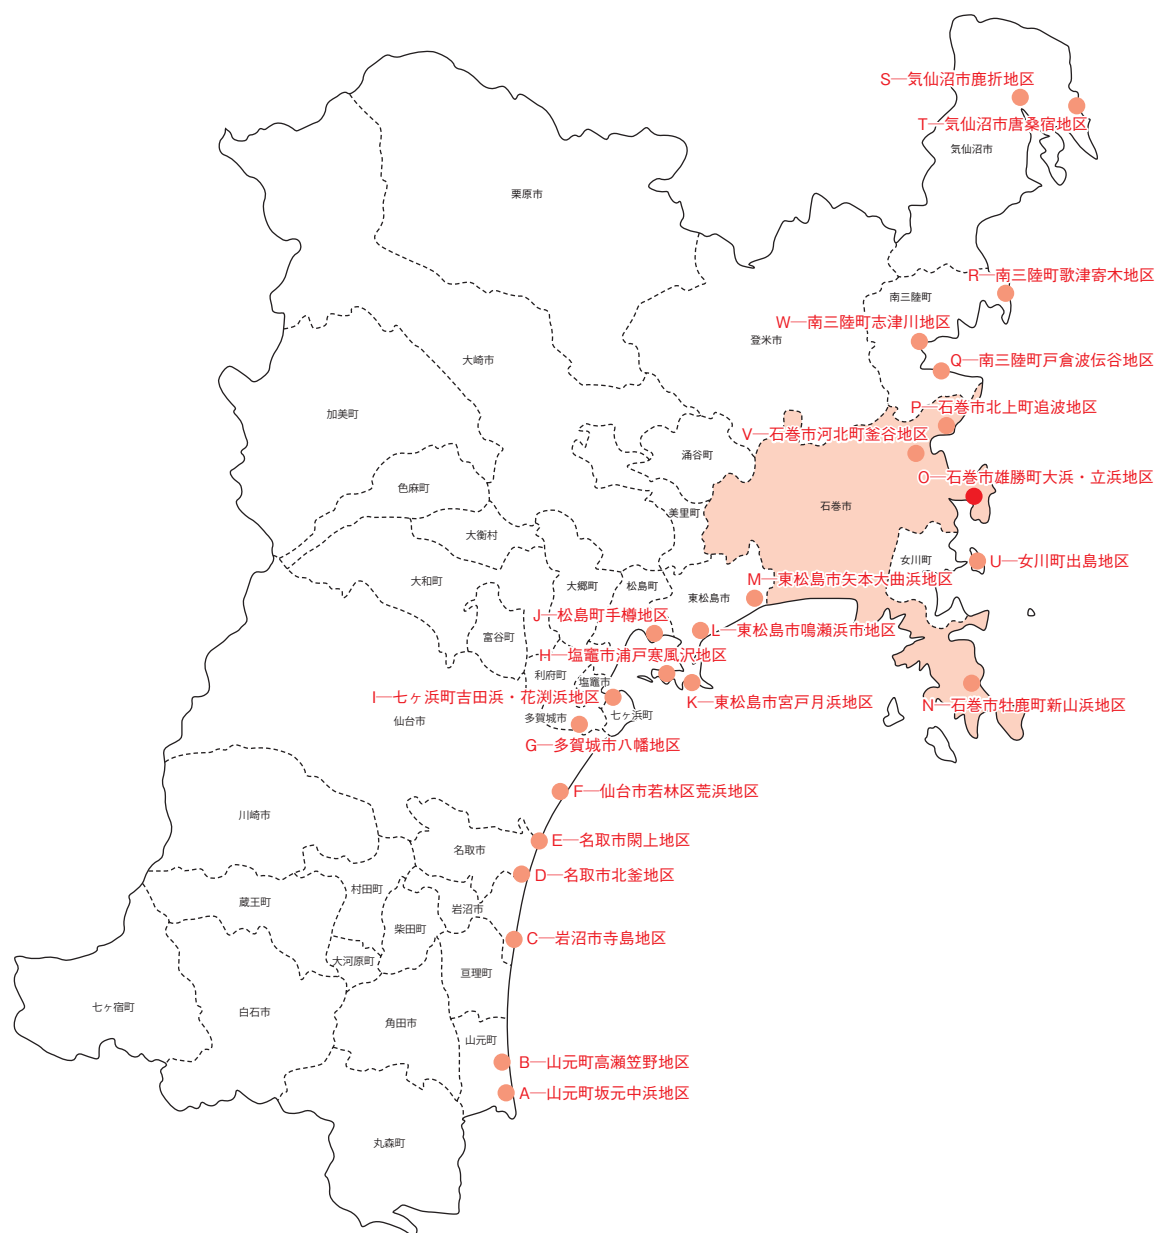 S―気仙沼市鹿折地区
T―気仙沼市唐桑宿地区
気仙沼市
栗原市
R―南三陸町歌津寄木地区
南三陸町
W―南三陸町志津川地区
登米市
大崎市
Q―南三陸町戸倉波伝谷地区
加美町
P―石巻市北上町追波地区
V―石巻市河北町釜谷地区
涌谷町
O―石巻市雄勝町大浜・立浜地区
色麻町
石巻市
美里町
大衡村
女川町
U―女川町出島地区
大和町
大郷町
松島町
M―東松島市矢本大曲浜地区
東松島市
J―松島町手樽地区
L―東松島市鳴瀬浜市地区
富谷町
H―塩竈市浦戸寒風沢地区
利府町
塩竈市
I―七ヶ浜町吉田浜・花渕浜地区
K―東松島市宮戸月浜地区
N―石巻市牡鹿町新山浜地区
仙台市
多賀城市
七ヶ浜町
G―多賀城市八幡地区
F―仙台市若林区荒浜地区
川崎市
E―名取市閖上地区
名取市
D―名取市北釜地区
村田町
蔵王町
岩沼市
柴田町
C―岩沼市寺島地区
大河原町
亘理町
七ヶ宿町
白石市
角田市
山元町
B―山元町高瀬笠野地区
A―山元町坂元中浜地区
丸森町